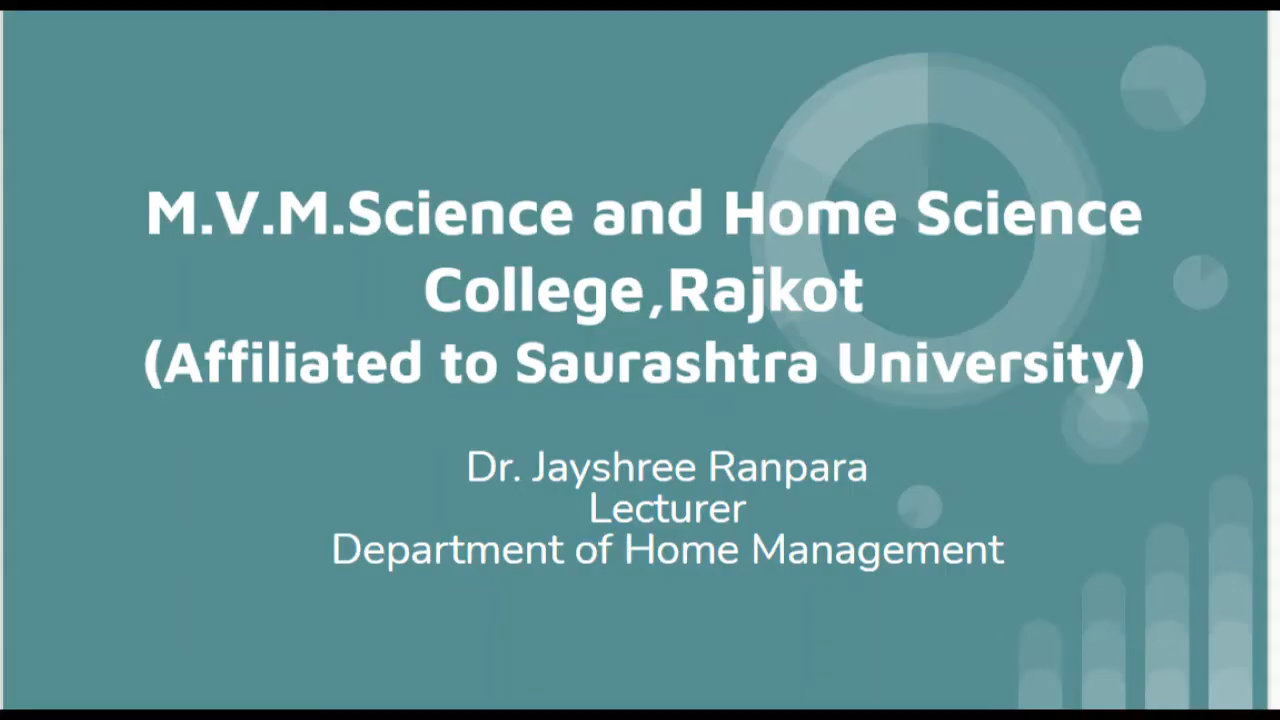 M.V.M.Science and Home Science
College,Rajkot
(Affiliated to Saurashtra University)
Dr. Jayshree Ranpara
Lecturer
Department of Home Management